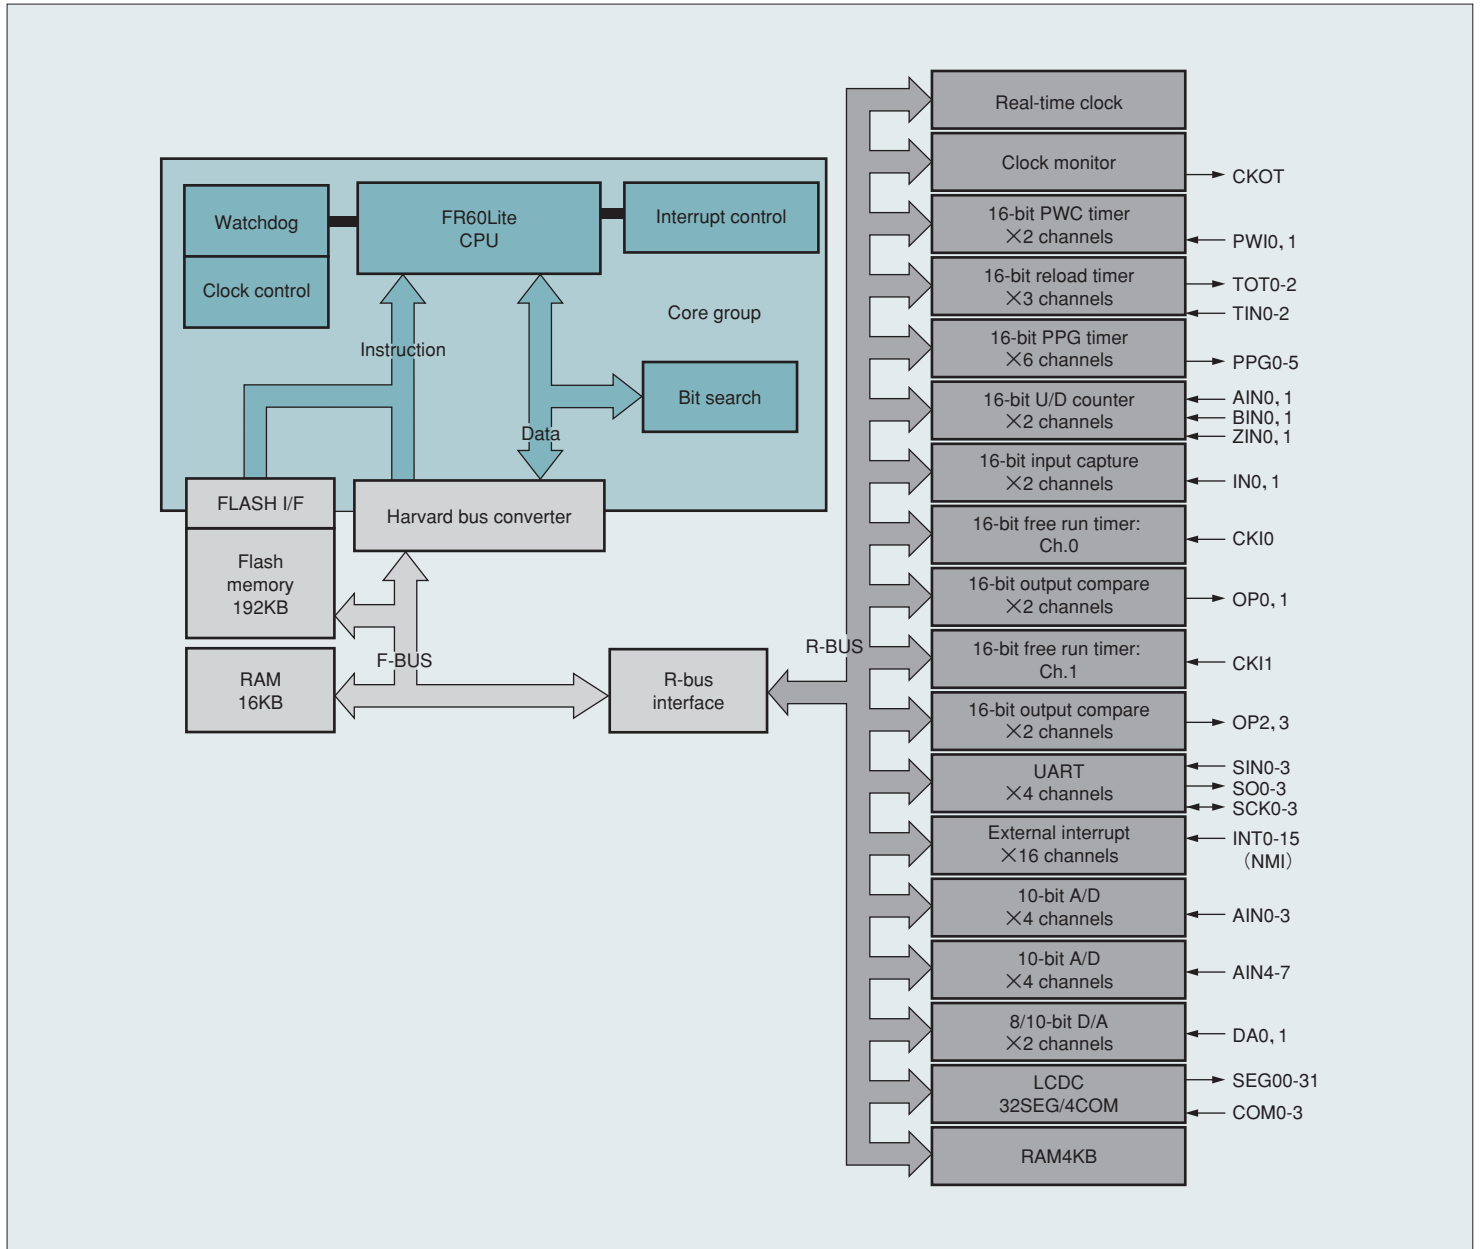 Watchdog
Clock control
FR60Lite
CPU
Interrupt control
Core group
Instruction
Data
Bit search
FLASH I/F
Harvard bus converter
Flash
memory
192KB
RAM
16KB
F-BUS
R-bus
interface
R-BUS
Real-time clock
Clock monitor
CKOT
16-bit PWC timer
×2 channels
PWI0, 1
16-bit reload timer
×3 channels
TOT0-2
TIN0-2
16-bit PPG timer
×6 channels
PPG0-5
16-bit U/D counter
×2 channels
AIN0, 1
BIN0, 1
ZIN0, 1
16-bit input capture
×2 channels
IN0, 1
16-bit free run timer:
Ch.0
CKI0
16-bit output compare
×2 channels
OP0, 1
16-bit free run timer:
Ch.1
CKI1
16-bit output compare
×2 channels
OP2, 3
UART
×4 channels
SIN0-3
SO0-3
SCK0-3
External interrupt
×16 channels
INT0-15
(NMI)
10-bit A/D
×4 channels
AIN0-3
10-bit A/D
×4 channels
AIN4-7
8/10-bit D/A
×2 channels
DA0, 1
LCDC
32SEG/4COM
SEG00-31
COM0-3
RAM4KB